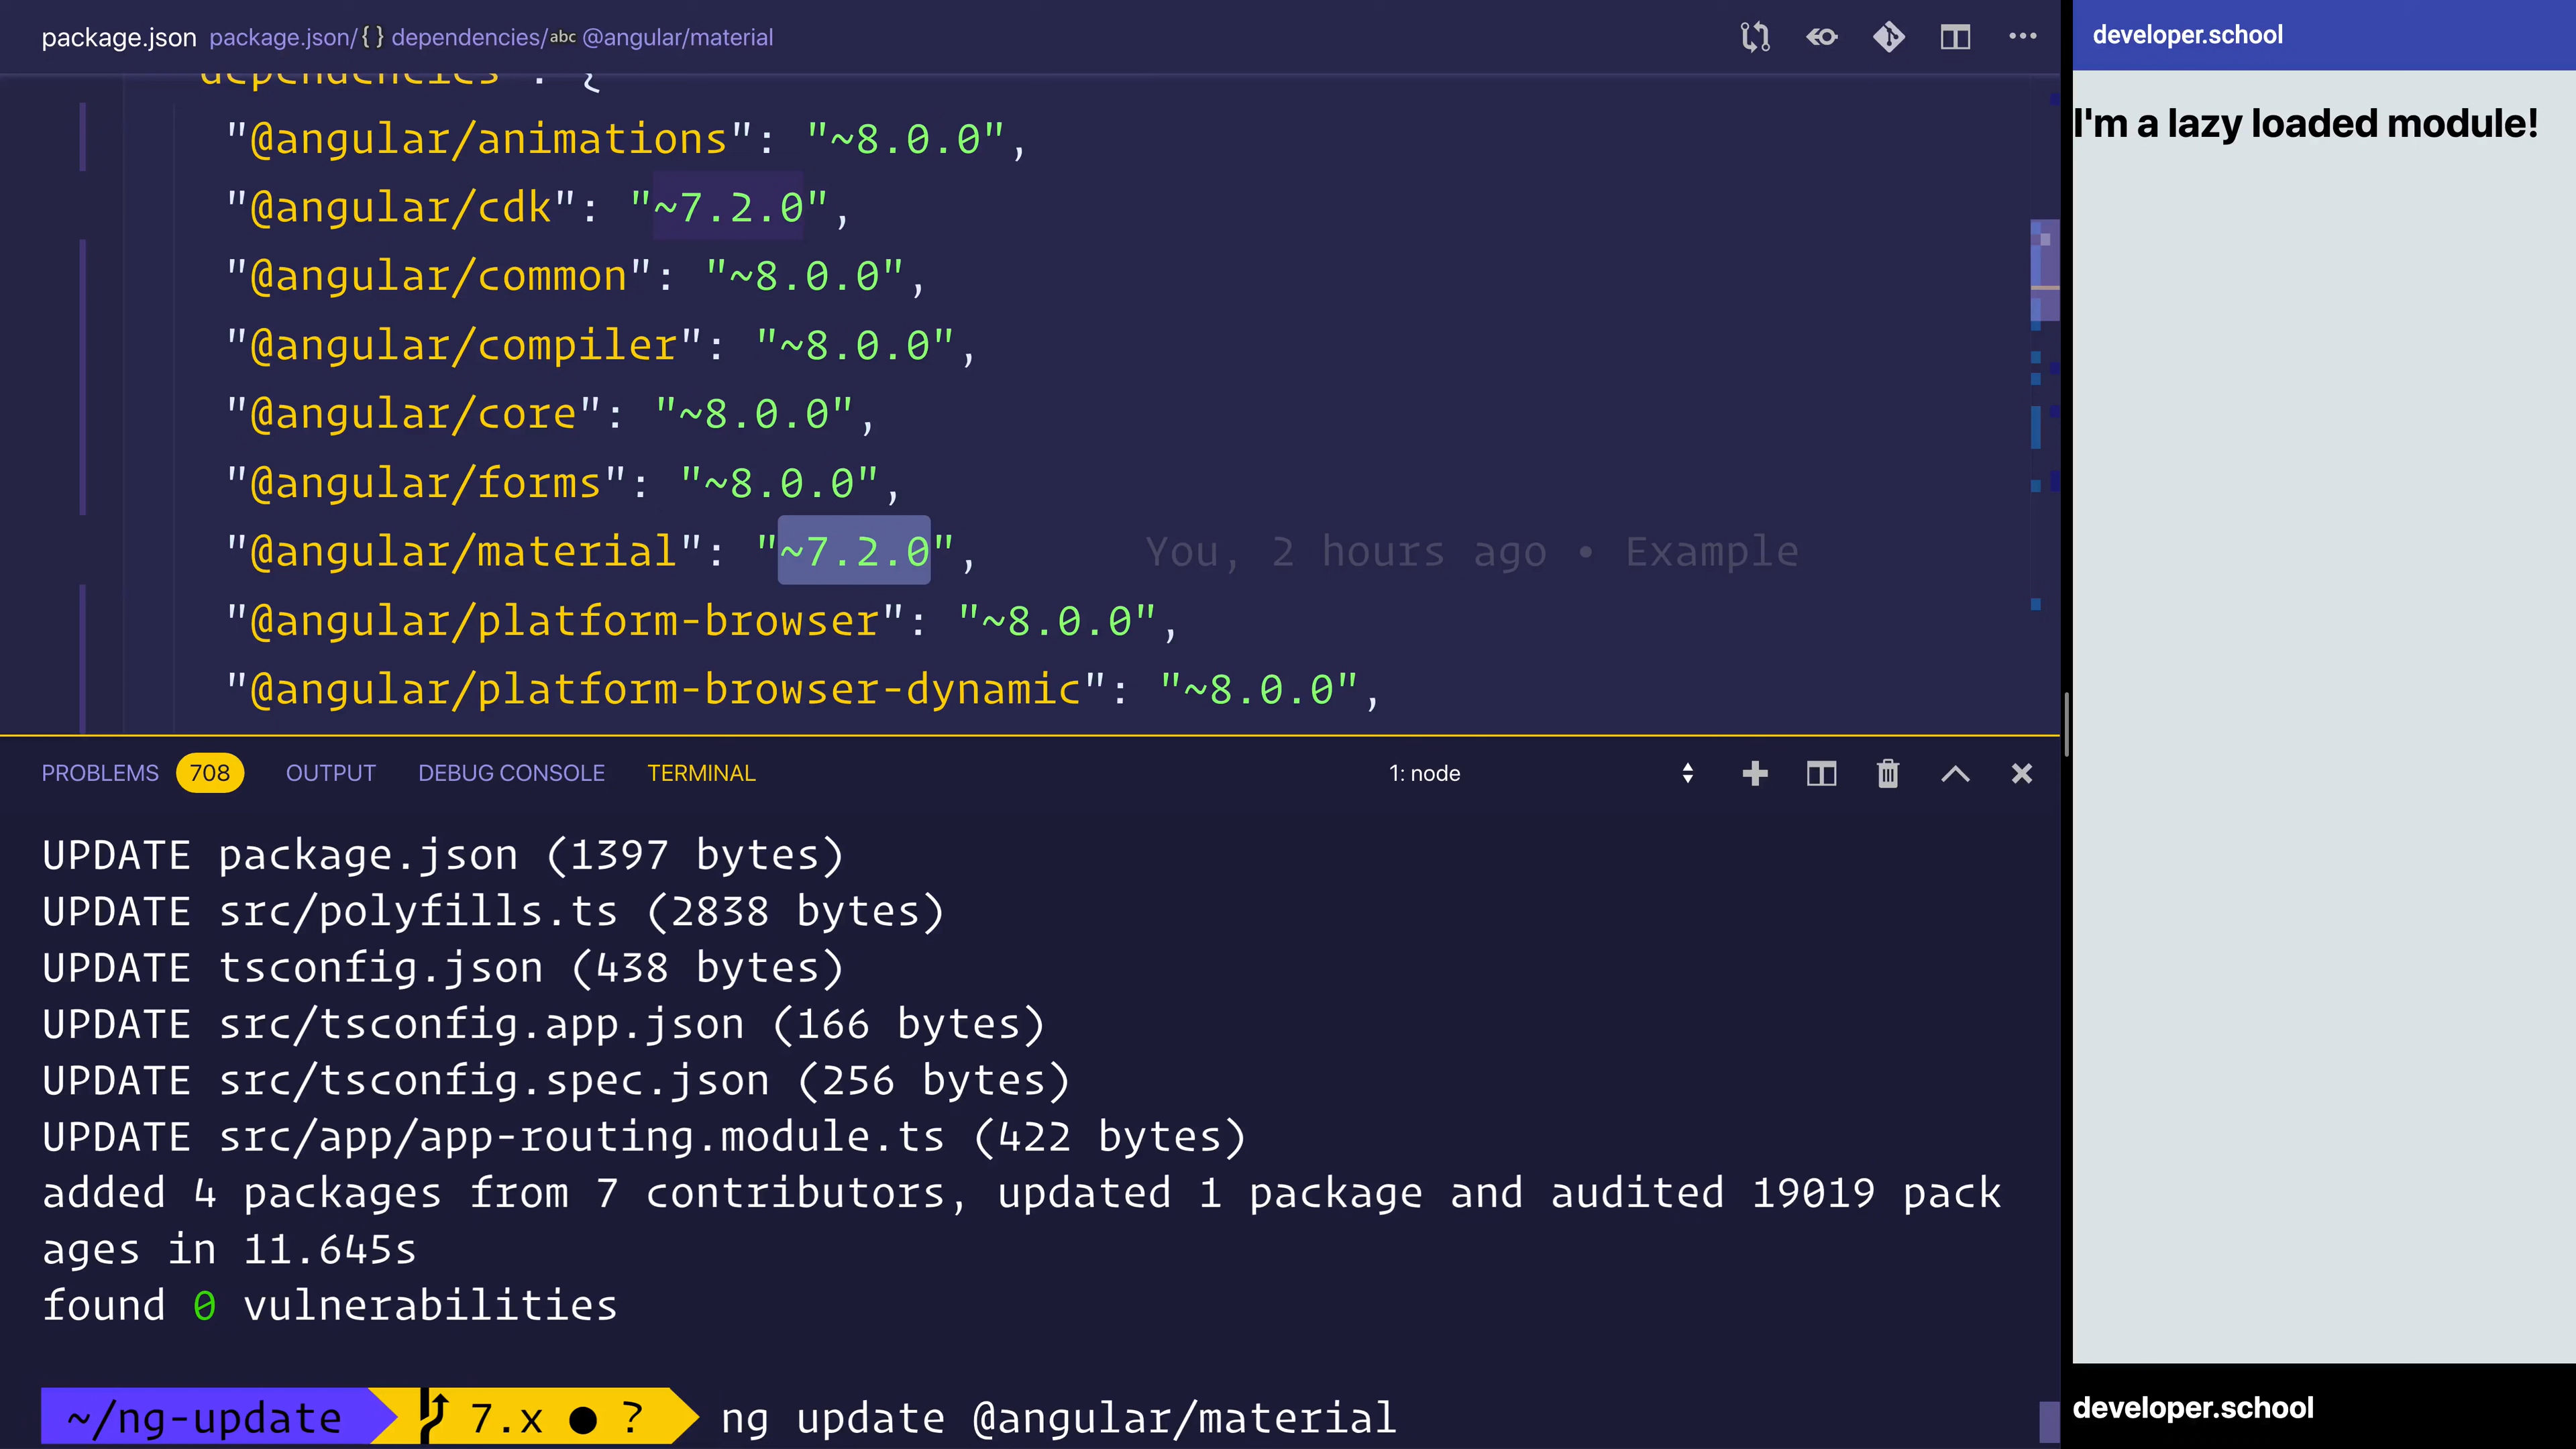 package.json package.json/{} dependencies/abc @angular/material
dependencies": {
"@angular/animations": "~8.0.0",
"@angular/cdk": "~7.2.0",
"@angular/common": "~8.0.0",
"@angular/compiler": "~8.0.0",
"@angular/core": "~8.0.0",
"@angular/forms": "~8.0.0",
"@angular/material": "~7.2.0", You, 2 hours ago • Example
"@angular/platform-browser": "~8.0.0",
"@angular/platform-browser-dynamic": "~8.0.0",
PROBLEMS 708 OUTPUT DEBUG CONSOLE TERMINAL 1: node
UPDATE package.json (1397 bytes)
UPDATE src/polyfills.ts (2838 bytes)
UPDATE tsconfig.json (438 bytes)
UPDATE src/tsconfig.app.json (166 bytes)
UPDATE src/tsconfig.spec.json (256 bytes)
UPDATE src/app/app-routing.module.ts (422 bytes)
added 4 packages from 7 contributors, updated 1 package and audited 19019 pack
ages in 11.645s
found 0 vulnerabilities
~/ng-update 7.x ● ? ng update @angular/material
developer.school
I'm a lazy loaded module!
developer.school